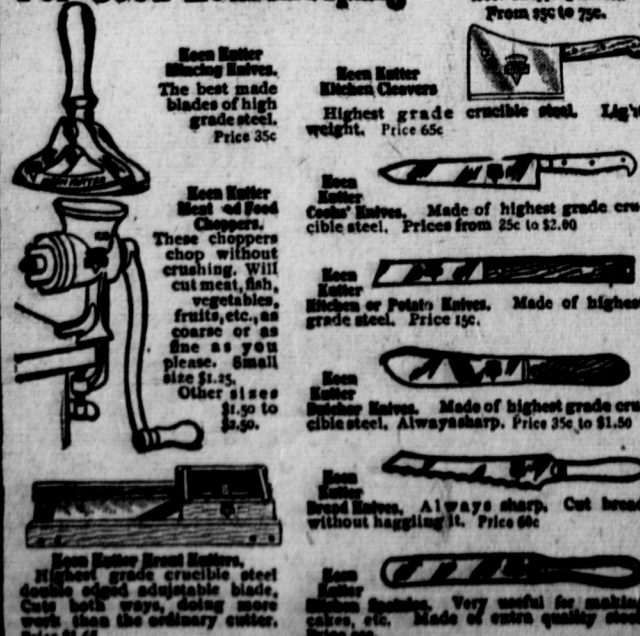 From 35c to 75c.
Keen Kutter
Mincing Knives.
The best made
blades of high
grade steel.
Price 35c
Keen Kutter
Meat and Food
Choppers.
These choppers
chop without
crushing. Will
cut meat, fish,
vegetables,
fruits, etc., as
coarse or as
fine as you
please. Small
size $1.25.
Other sizes
$1.50 to
$2.50.
Keen Kutter Kraut Kutters.
Highest grade crucible steel
double edged adjustable blade.
Cuts both ways, doing more
work than the ordinary cutter.
Keen Kutter
Kitchen Cleavers
Highest grade crucible steel.
weight. Price 65c
Keen
Kutter
Cooks' Knives. Made of highest grade cru
cible steel. Prices from 25c to $2.00
Keen
Kutter
Kitchen or Potato Knives. Made of highes
grade steel. Price 15c.
Keen
Kutter
Butcher Knives. Made of highest grade cru
cible steel. Always sharp. Price 35c to $1.50
Keen
Kutter
Bread Knives. Always sharp. Cut bread
without haggling it. Price 60c
Keen
Kutter
Kitchen Spatulas. Very useful for makin
cakes, etc. Made of extra quality stee